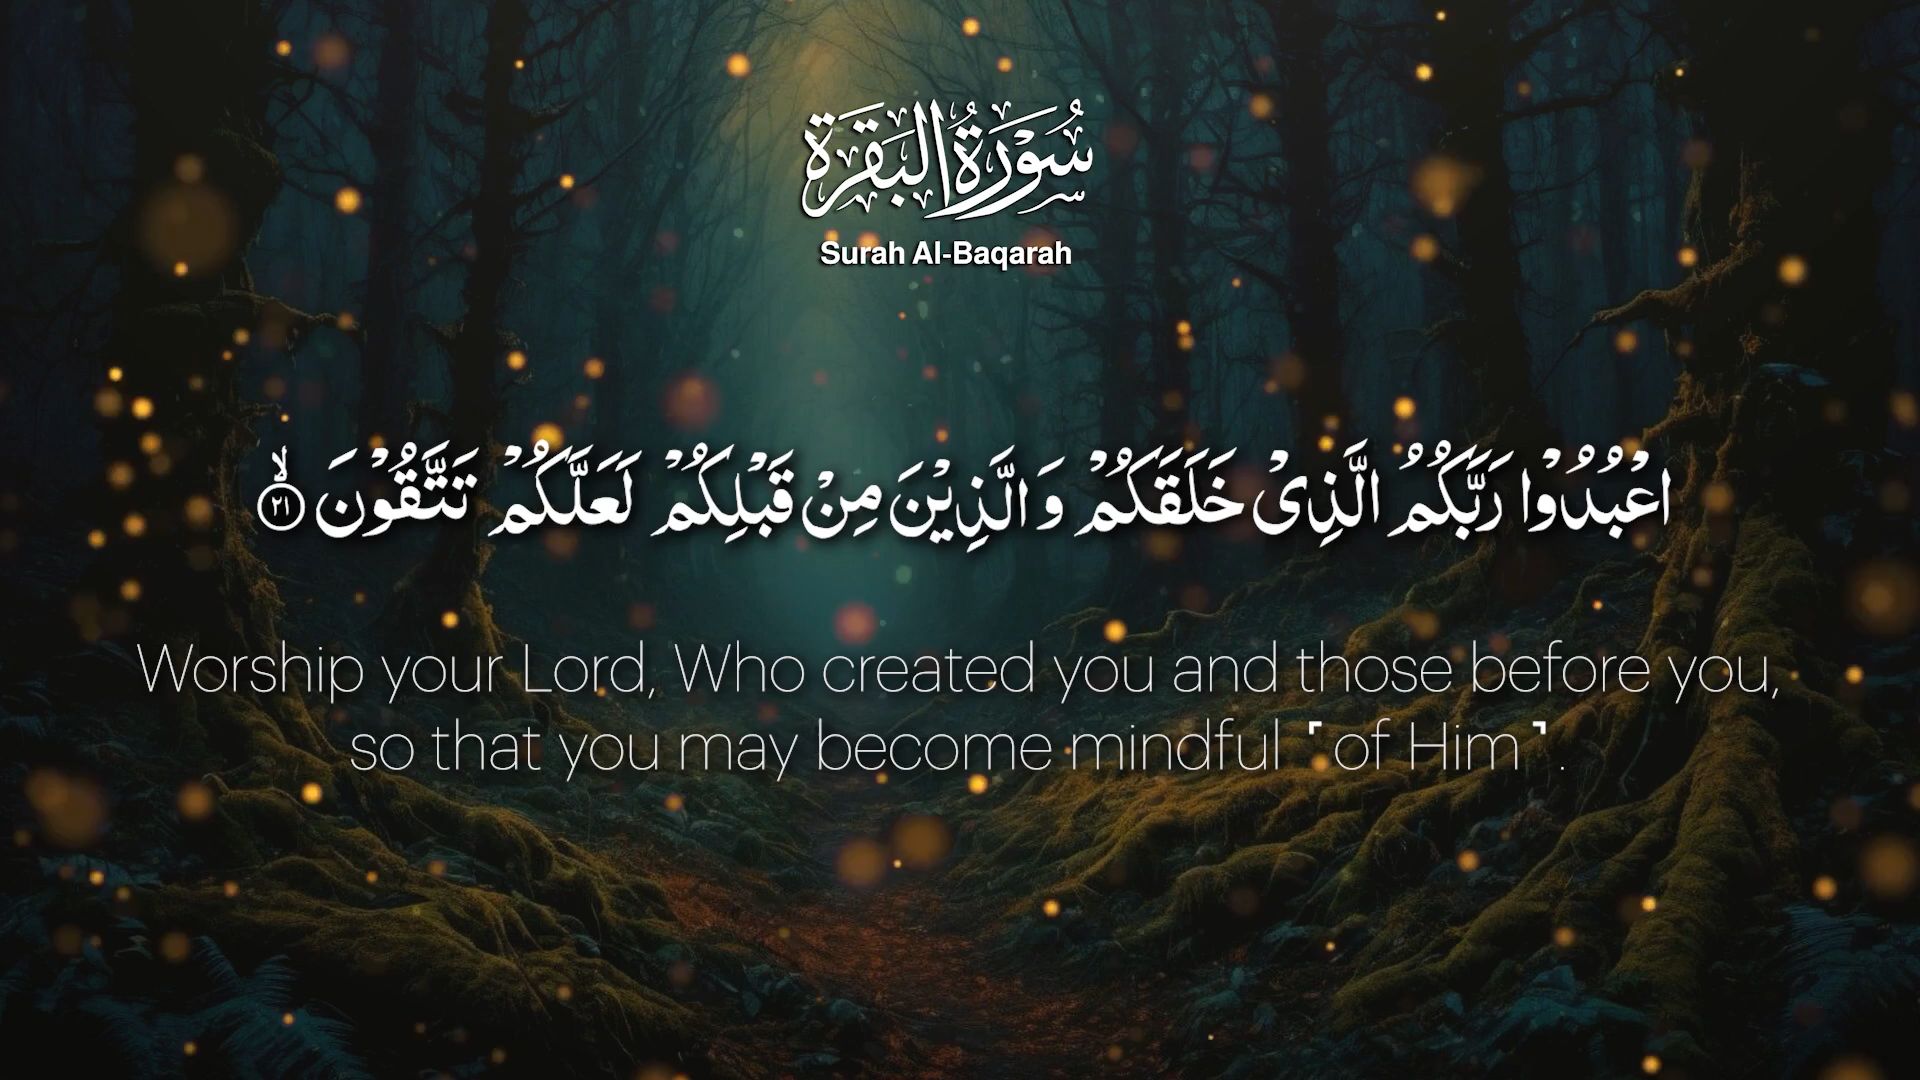 سُوْرَةُ البَقَرَة
Surah Al-Baqarah
اعْبُدُوْا رَبَّكُمُ الَّذِیْ خَلَقَكُمْ وَ الَّذِیْنَ مِنْ قَبْلِكُمْ لَعَلَّكُمْ تَتَّقُوْنَۙ ۲۱
Worship your Lord, Who created you and those before you,
so that you may become mindful ˹of Him˺.